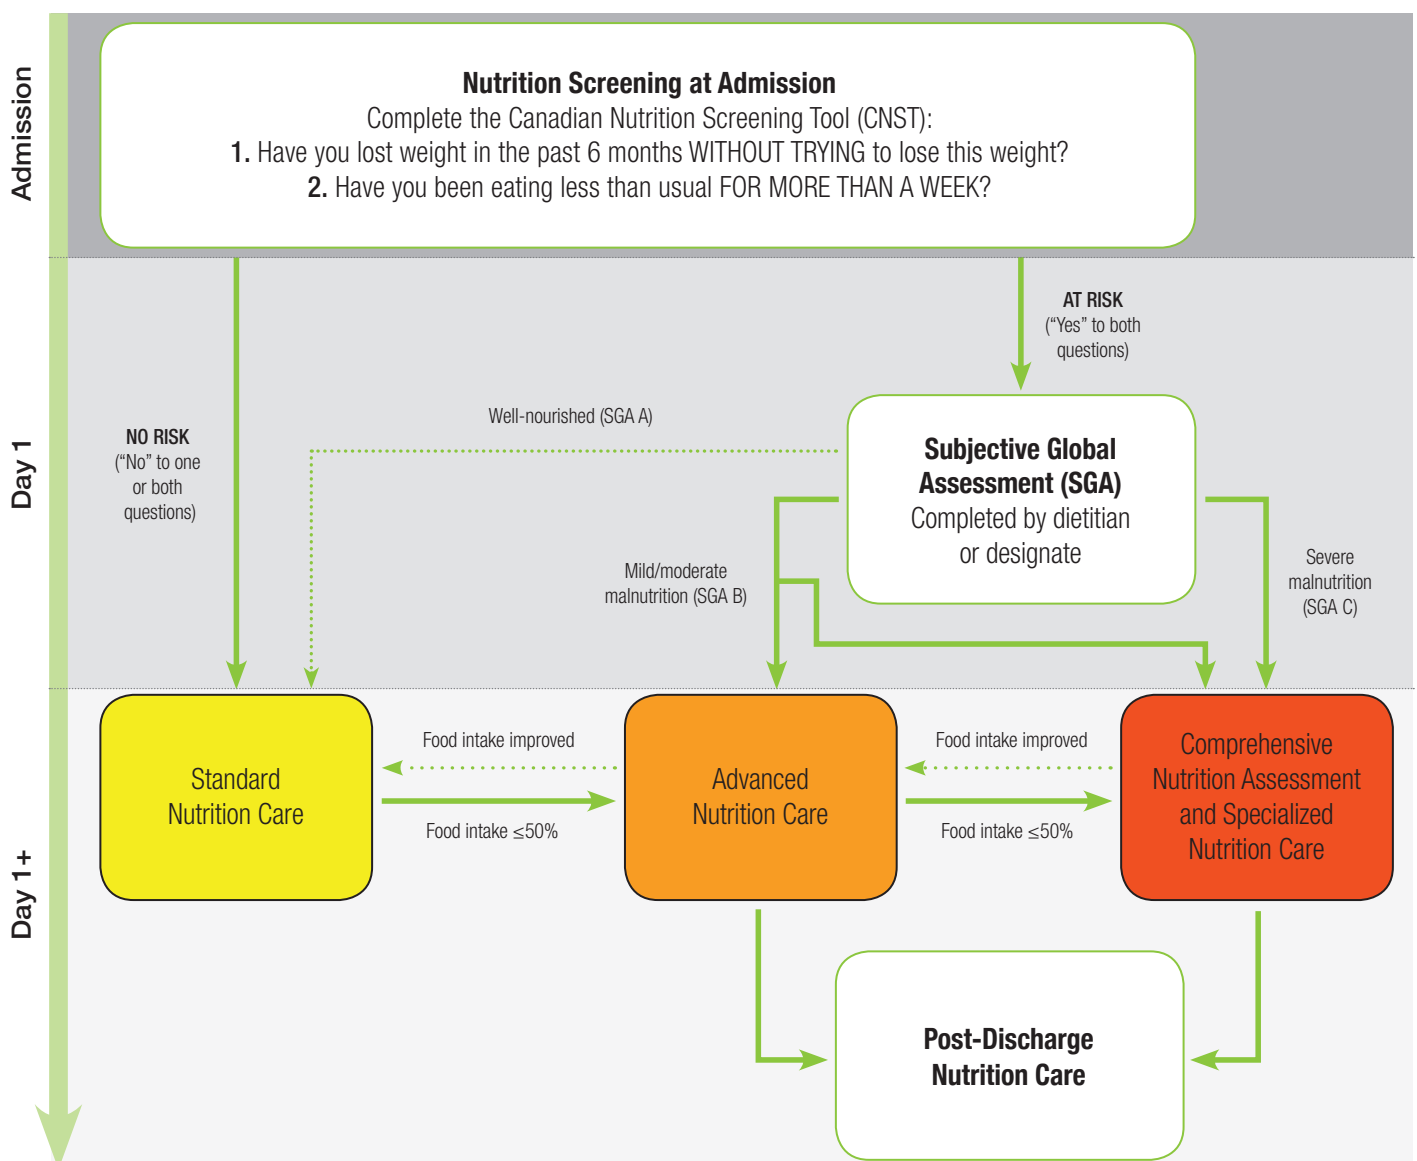 Admission
Nutrition Screening at Admission
Complete the Canadian Nutrition Screening Tool (CNST):
1. Have you lost weight in the past 6 months WITHOUT TRYING to lose this weight?
2. Have you been eating less than usual FOR MORE THAN A WEEK?
Day 1
NO RISK
(“No” to one
or both
questions)
AT RISK
(“Yes” to both
questions)
Well-nourished (SGA A)
Subjective Global
Assessment (SGA)
Completed by dietitian
or designate
Mild/moderate
malnutrition (SGA B)
Severe
malnutrition
(SGA C)
Day 1+
Standard
Nutrition Care
Food intake improved
Food intake ≤50%
Advanced
Nutrition Care
Food intake improved
Food intake ≤50%
Comprehensive
Nutrition Assessment
and Specialized
Nutrition Care
Post-Discharge
Nutrition Care